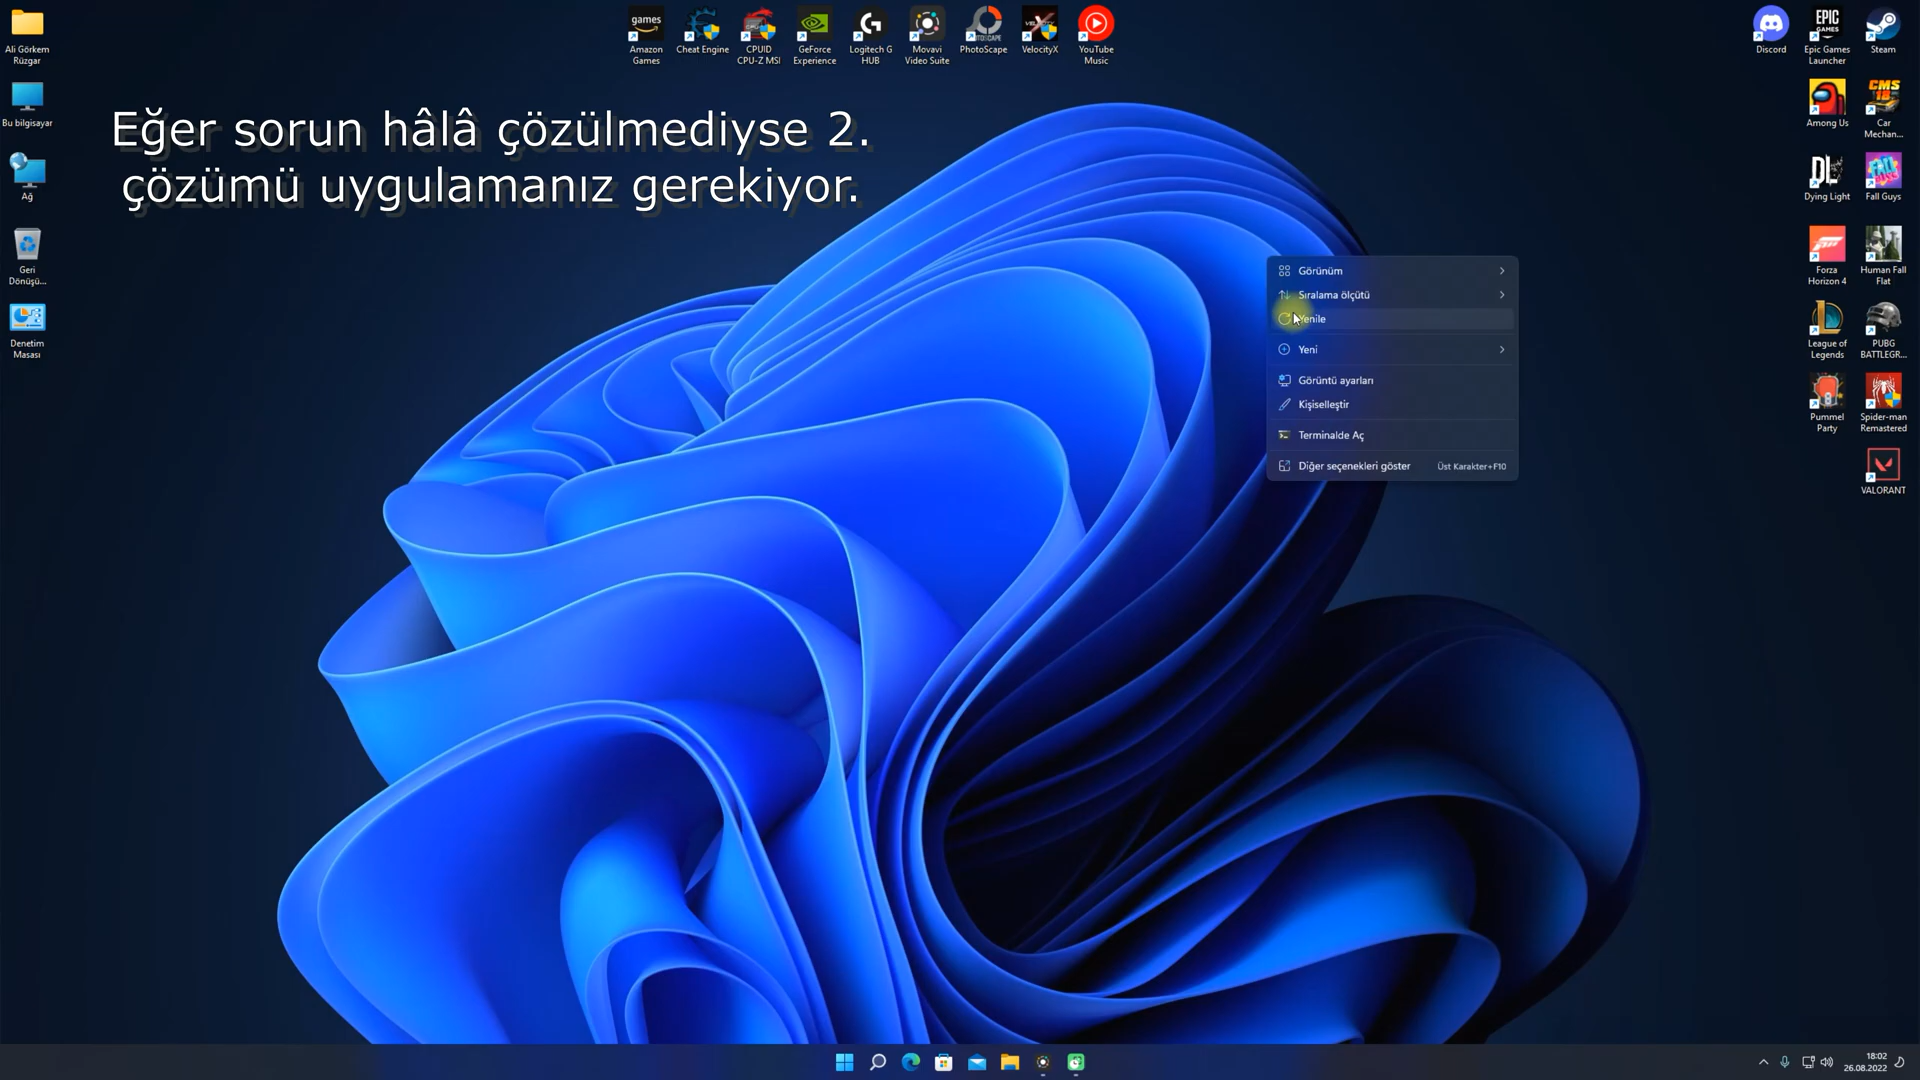 Ali Görkem
Rüzgar
Bu bilgisayar
Ağ
Geri
Dönüşü...
Denetim
Masası
games
Amazon
Games
Cheat Engine
CPUID
CPU-Z MSI
GeForce
Experience
Logitech G
HUB
Movavi
Video Suite
PhotoScape
VelocityX
YouTube
Music
Eğer sorun hâlâ çözülmediyse 2.
çözümü uygulamanız gerekiyor.
Görünüm
Sıralama ölçütü
Yenile
Yeni
Görüntü ayarları
Kişiselleştir
Terminalde Aç
Diğer seçenekleri göster Üst Karakter+F10
Discord
EPIC
GAMES
Epic Games
Launcher
Steam
Among Us
CMS
18
Car
Mechan...
DL
Dying Light
FALL
GUYS
Fall Guys
Forza
Horizon 4
Human Fall
Flat
League of
Legends
PUBG
BATTLEGR...
Pummel
Party
Spider-man
Remastered
VALORANT
18:02
26.08.2022